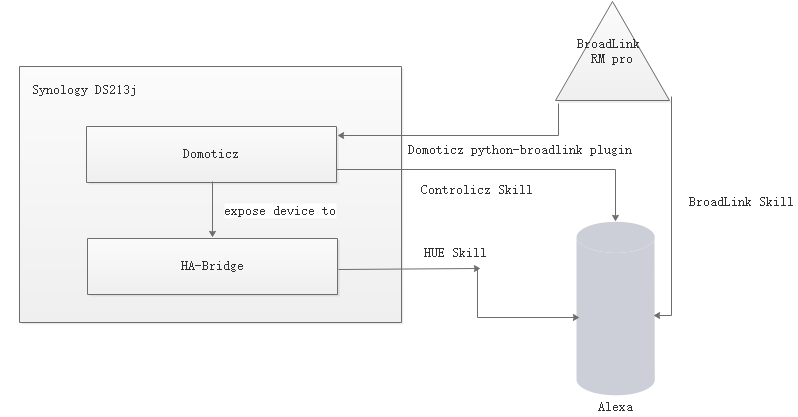 BroadLink
RM pro
Synology DS213j
Domoticz
Domoticz python-broadlink plugin
Controlicz Skill
BroadLink Skill
expose device to
HUE Skill
HA-Bridge
Alexa